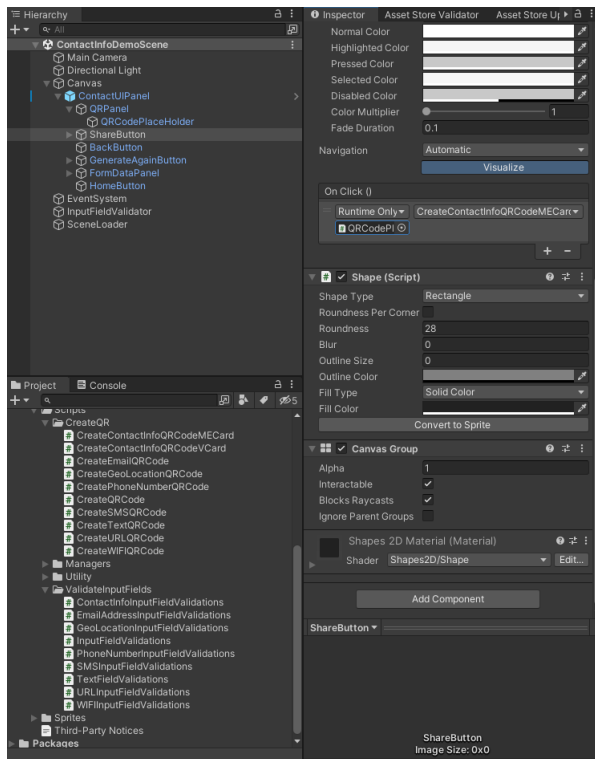 Hierarchy
All
ContactInfoDemoScene
Main Camera
Directional Light
Canvas
ContactUIPanel
QRPanel
QRCodePlaceHolder
ShareButton
BackButton
GenerateAgainButton
FormDataPanel
HomeButton
EventSystem
InputFieldValidator
SceneLoader
Project Console
5
Scripts
CreateQR
CreateContactInfoQRCodeMECard
CreateContactInfoQRCodeVCard
CreateEmailQRCode
CreateGeoLocationQRCode
CreatePhoneNumberQRCode
CreateQRCode
CreateSMSQRCode
CreateTextQRCode
CreateURLQRCode
CreateWIFIQRCode
Managers
Utility
ValidateInputFields
ContactInfoInputFieldValidations
EmailAddressInputFieldValidations
GeoLocationInputFieldValidations
InputFieldValidations
PhoneNumberInputFieldValidations
SMSInputFieldValidations
TextFieldValidations
URLInputFieldValidations
WIFIInputFieldValidations
Sprites
Third-Party Notices
Packages
Inspector Asset Store Validator Asset Store Up
Normal Color
Highlighted Color
Pressed Color
Selected Color
Disabled Color
Color Multiplier 1
Fade Duration 0.1
Navigation Automatic
Visualize
On Click ()
Runtime Only CreateContactInfoQRCodeMECard
QRCodePl
Shape (Script)
Shape Type Rectangle
Roundness Per Corner
Roundness 28
Blur 0
Outline Size 0
Outline Color
Fill Type Solid Color
Fill Color
Convert to Sprite
Canvas Group
Alpha 1
Interactable
Blocks Raycasts
Ignore Parent Groups
Shapes 2D Material (Material)
Shader Shapes2D/Shape Edit...
Add Component
ShareButton
ShareButton
Image Size: 0x0